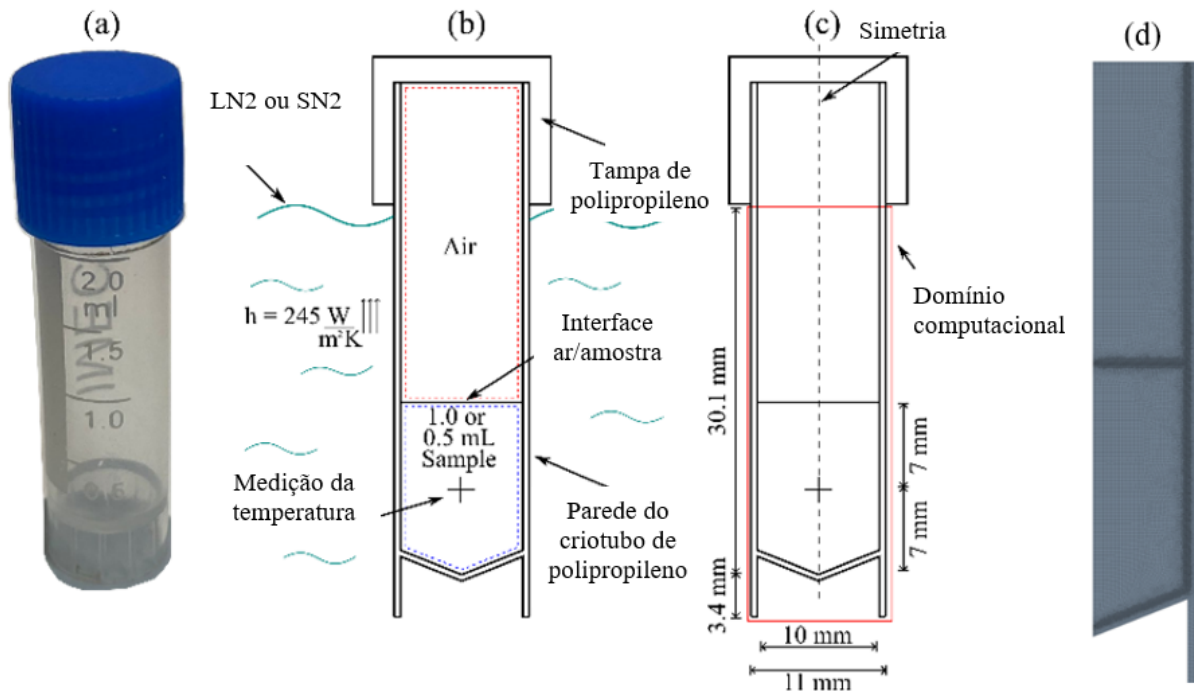 (a)
2.0
ml
1.5
1.0
(b)
LN2 ou SN2
Tampa de
polipropileno
Air
h = 245 W
m²K
Interface
ar/amostra
1.0 or
0.5 mL
Sample
Medição da
temperatura
Parede do
criotubo de
polipropileno
(c)
Simetria
Domínio
computacional
30.1 mm
7 mm
7 mm
3.4 mm
10 mm
11 mm
(d)